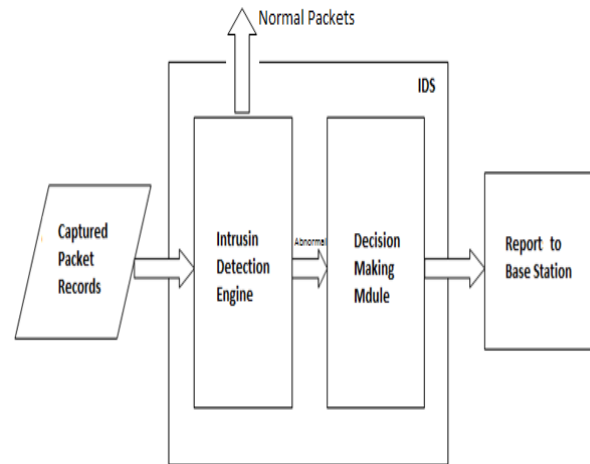 Normal Packets
IDS
Captured
Packet
Records
Intrusin
Detection
Engine
Abnormal
Decision
Making
Mdule
Report to
Base Station